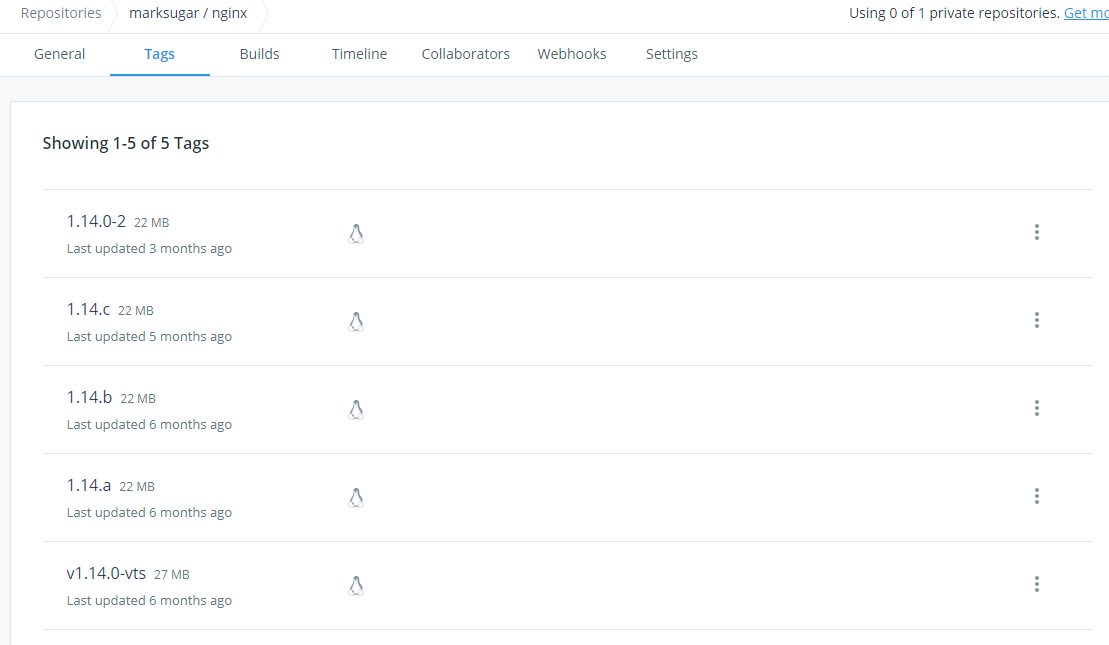 Repositories marksugar / nginx Using 0 of 1 private repositories. Get mo
General Tags Builds Timeline Collaborators Webhooks Settings
Showing 1-5 of 5 Tags
1.14.0-2 22 MB
Last updated 3 months ago
1.14.c 22 MB
Last updated 5 months ago
1.14.b 22 MB
Last updated 6 months ago
1.14.a 22 MB
Last updated 6 months ago
v1.14.0-vts 27 MB
Last updated 6 months ago